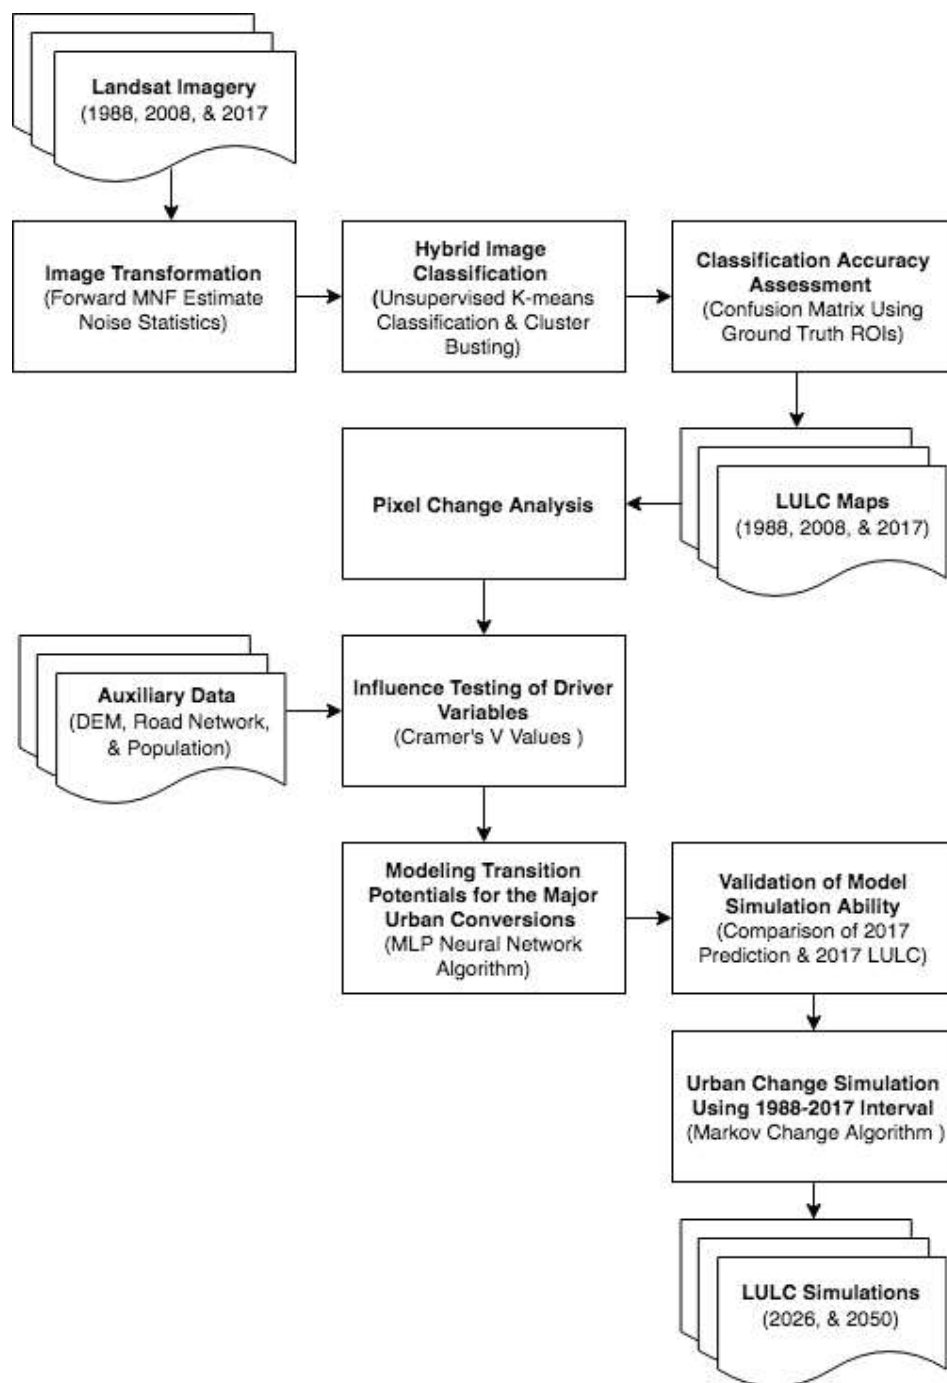 Landsat Imagery
(1988, 2008, & 2017
Image Transformation
(Forward MNF Estimate
Noise Statistics)
Hybrid Image
Classification
(Unsupervised K-means
Classification & Cluster
Busting)
Classification Accuracy
Assessment
(Confusion Matrix Using
Ground Truth ROIs)
Pixel Change Analysis
LULC Maps
(1988, 2008, & 2017)
Auxiliary Data
(DEM, Road Network,
& Population)
Influence Testing of Driver
Variables
(Cramer's V Values )
Modeling Transition
Potentials for the Major
Urban Conversions
(MLP Neural Network
Algorithm)
Validation of Model
Simulation Ability
(Comparison of 2017
Prediction & 2017 LULC)
Urban Change Simulation
Using 1988-2017 Interval
(Markov Change Algorithm )
LULC Simulations
(2026, & 2050)